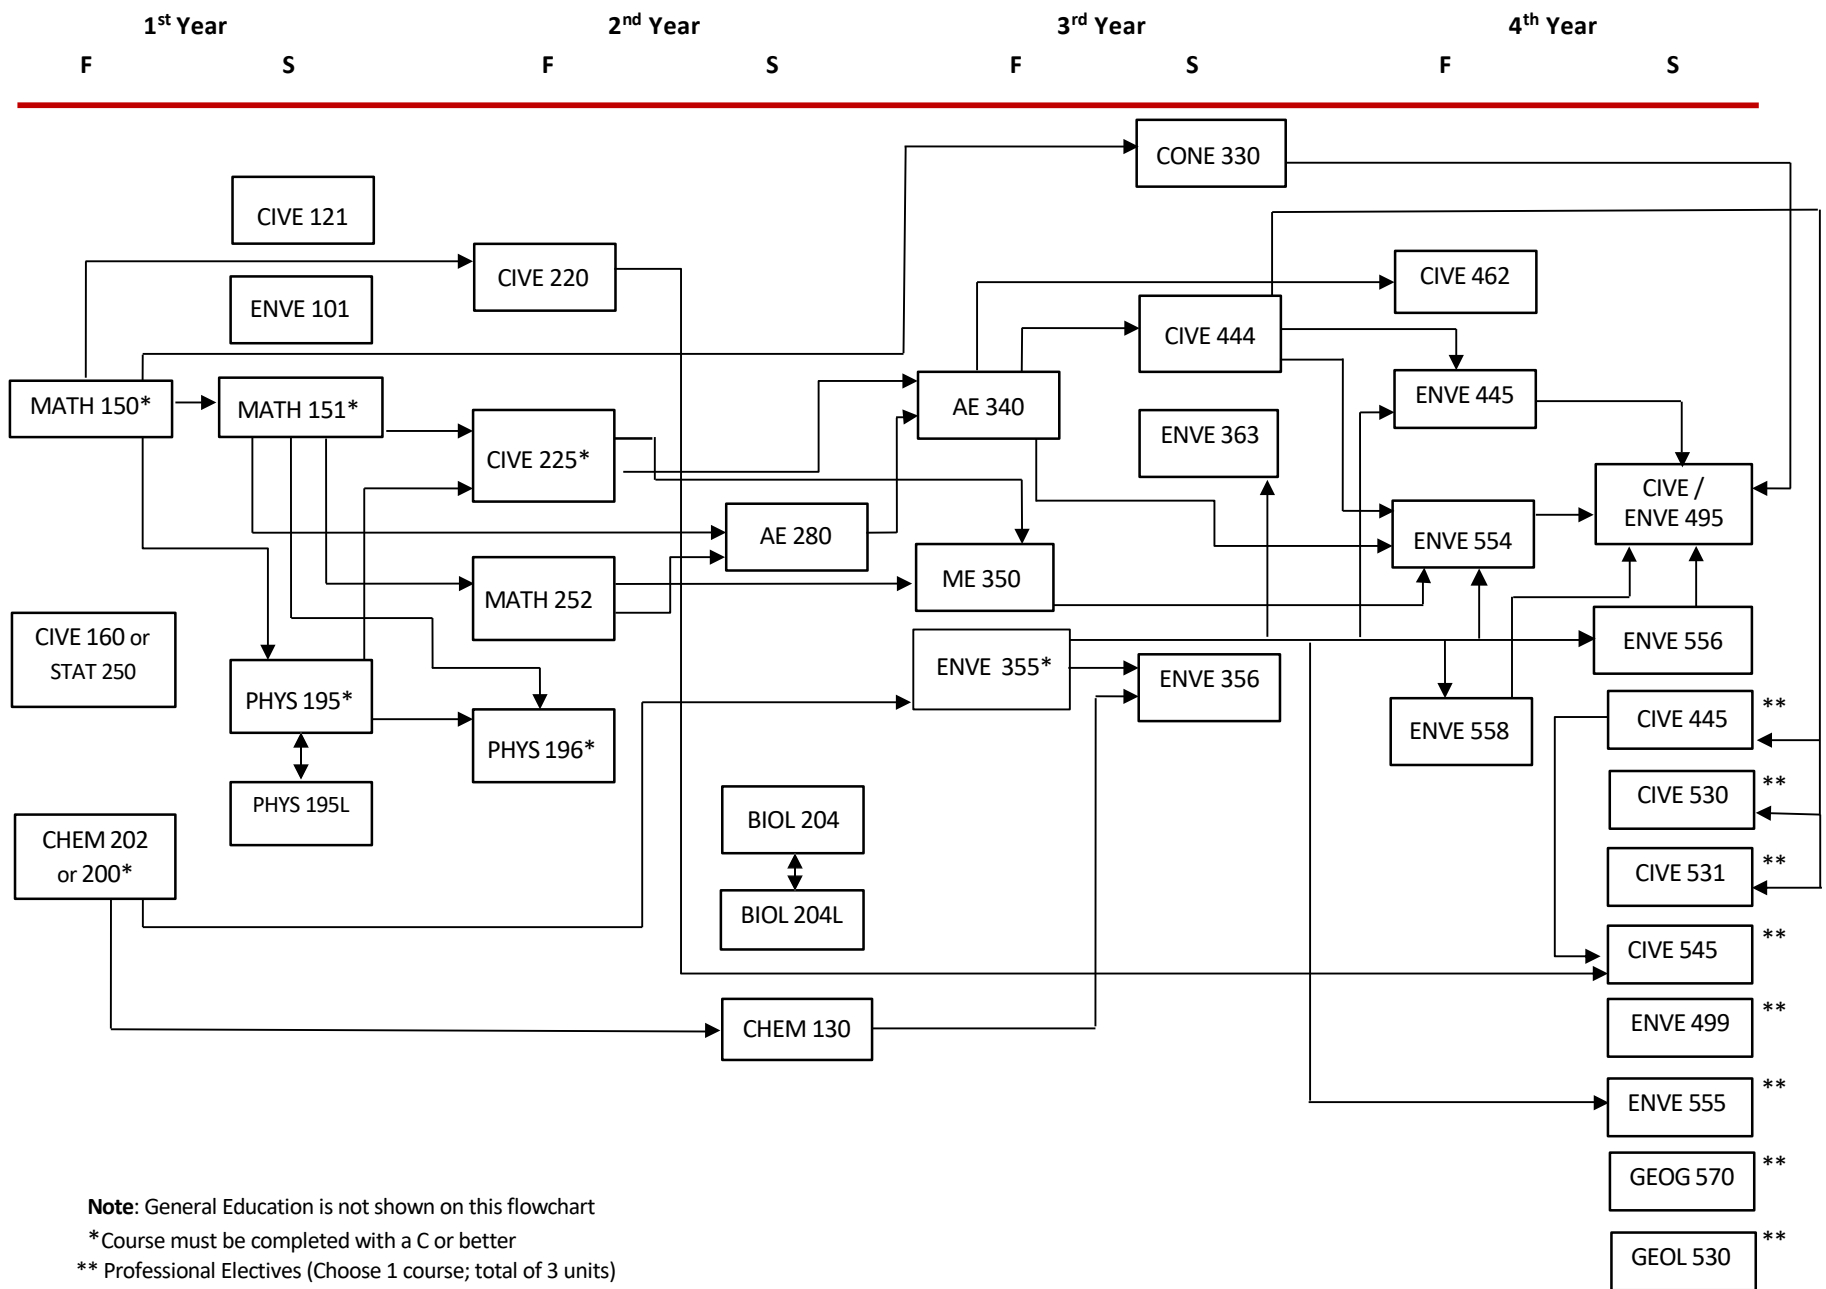 1st Year 2nd Year 3rd Year 4th Year
F S F S F S F S
CONE 330
CIVE 121
CIVE 220
CIVE 462
ENVE 101
CIVE 444
MATH 150*
MATH 151*
AE 340
ENVE 445
CIVE 225*
ENVE 363
CIVE /
ENVE 495
AE 280
ENVE 554
ME 350
MATH 252
CIVE 160 or
STAT 250
ENVE 355*
ENVE 356
ENVE 556
PHYS 195*
PHYS 196*
ENVE 558
CIVE 445 **
PHYS 195L
BIOL 204
CIVE 530 **
CHEM 202
or 200*
CIVE 531 **
BIOL 204L
CIVE 545 **
CHEM 130
ENVE 499 **
ENVE 555 **
GEOG 570 **
GEOL 530 **
Note: General Education is not shown on this flowchart
*Course must be completed with a C or better
** Professional Electives (Choose 1 course; total of 3 units)